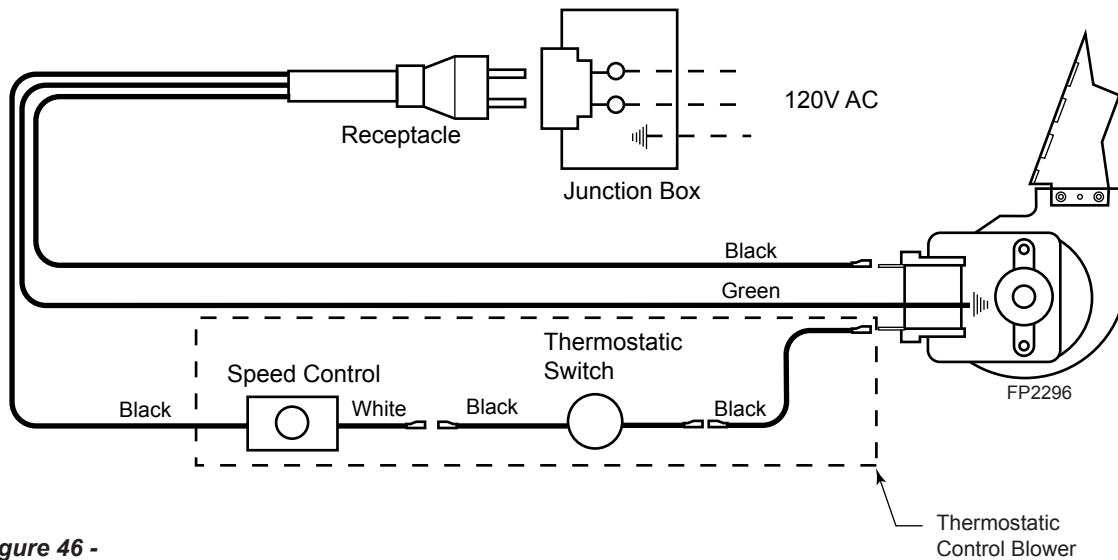 Receptacle
Junction Box
120V AC
Black
Green
Thermostatic
Switch
Speed Control
Black
White
Black
Black
FP2296
Thermostatic
Control Blower
gure 46 -